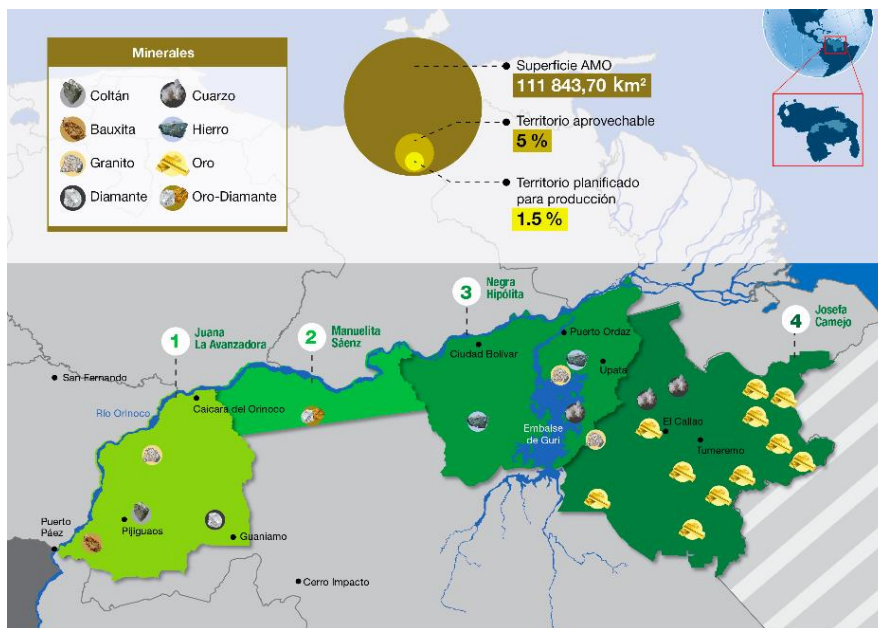 Minerales
Coltán
Cuarzo
Bauxita
Hierro
Granito
Oro
Diamante
Oro-Diamante
Superficie AMO
111 843,70 km²
Territorio aprovechable
5 %
Territorio planificado
para producción
1.5 %
1
Juana
La Avanzadora
2
Manuelita
Sáenz
3
Negra
Hipólita
4
Josefa
Camejo
San Fernando
Río Orinoco
Caicara del Orinoco
Ciudad Bolívar
Puerto Ordaz
Upata
Embalse
de Guri
El Callao
Tumeremo
Puerto
Páez
Pijiguaos
Guaniamo
Cerro Impacto